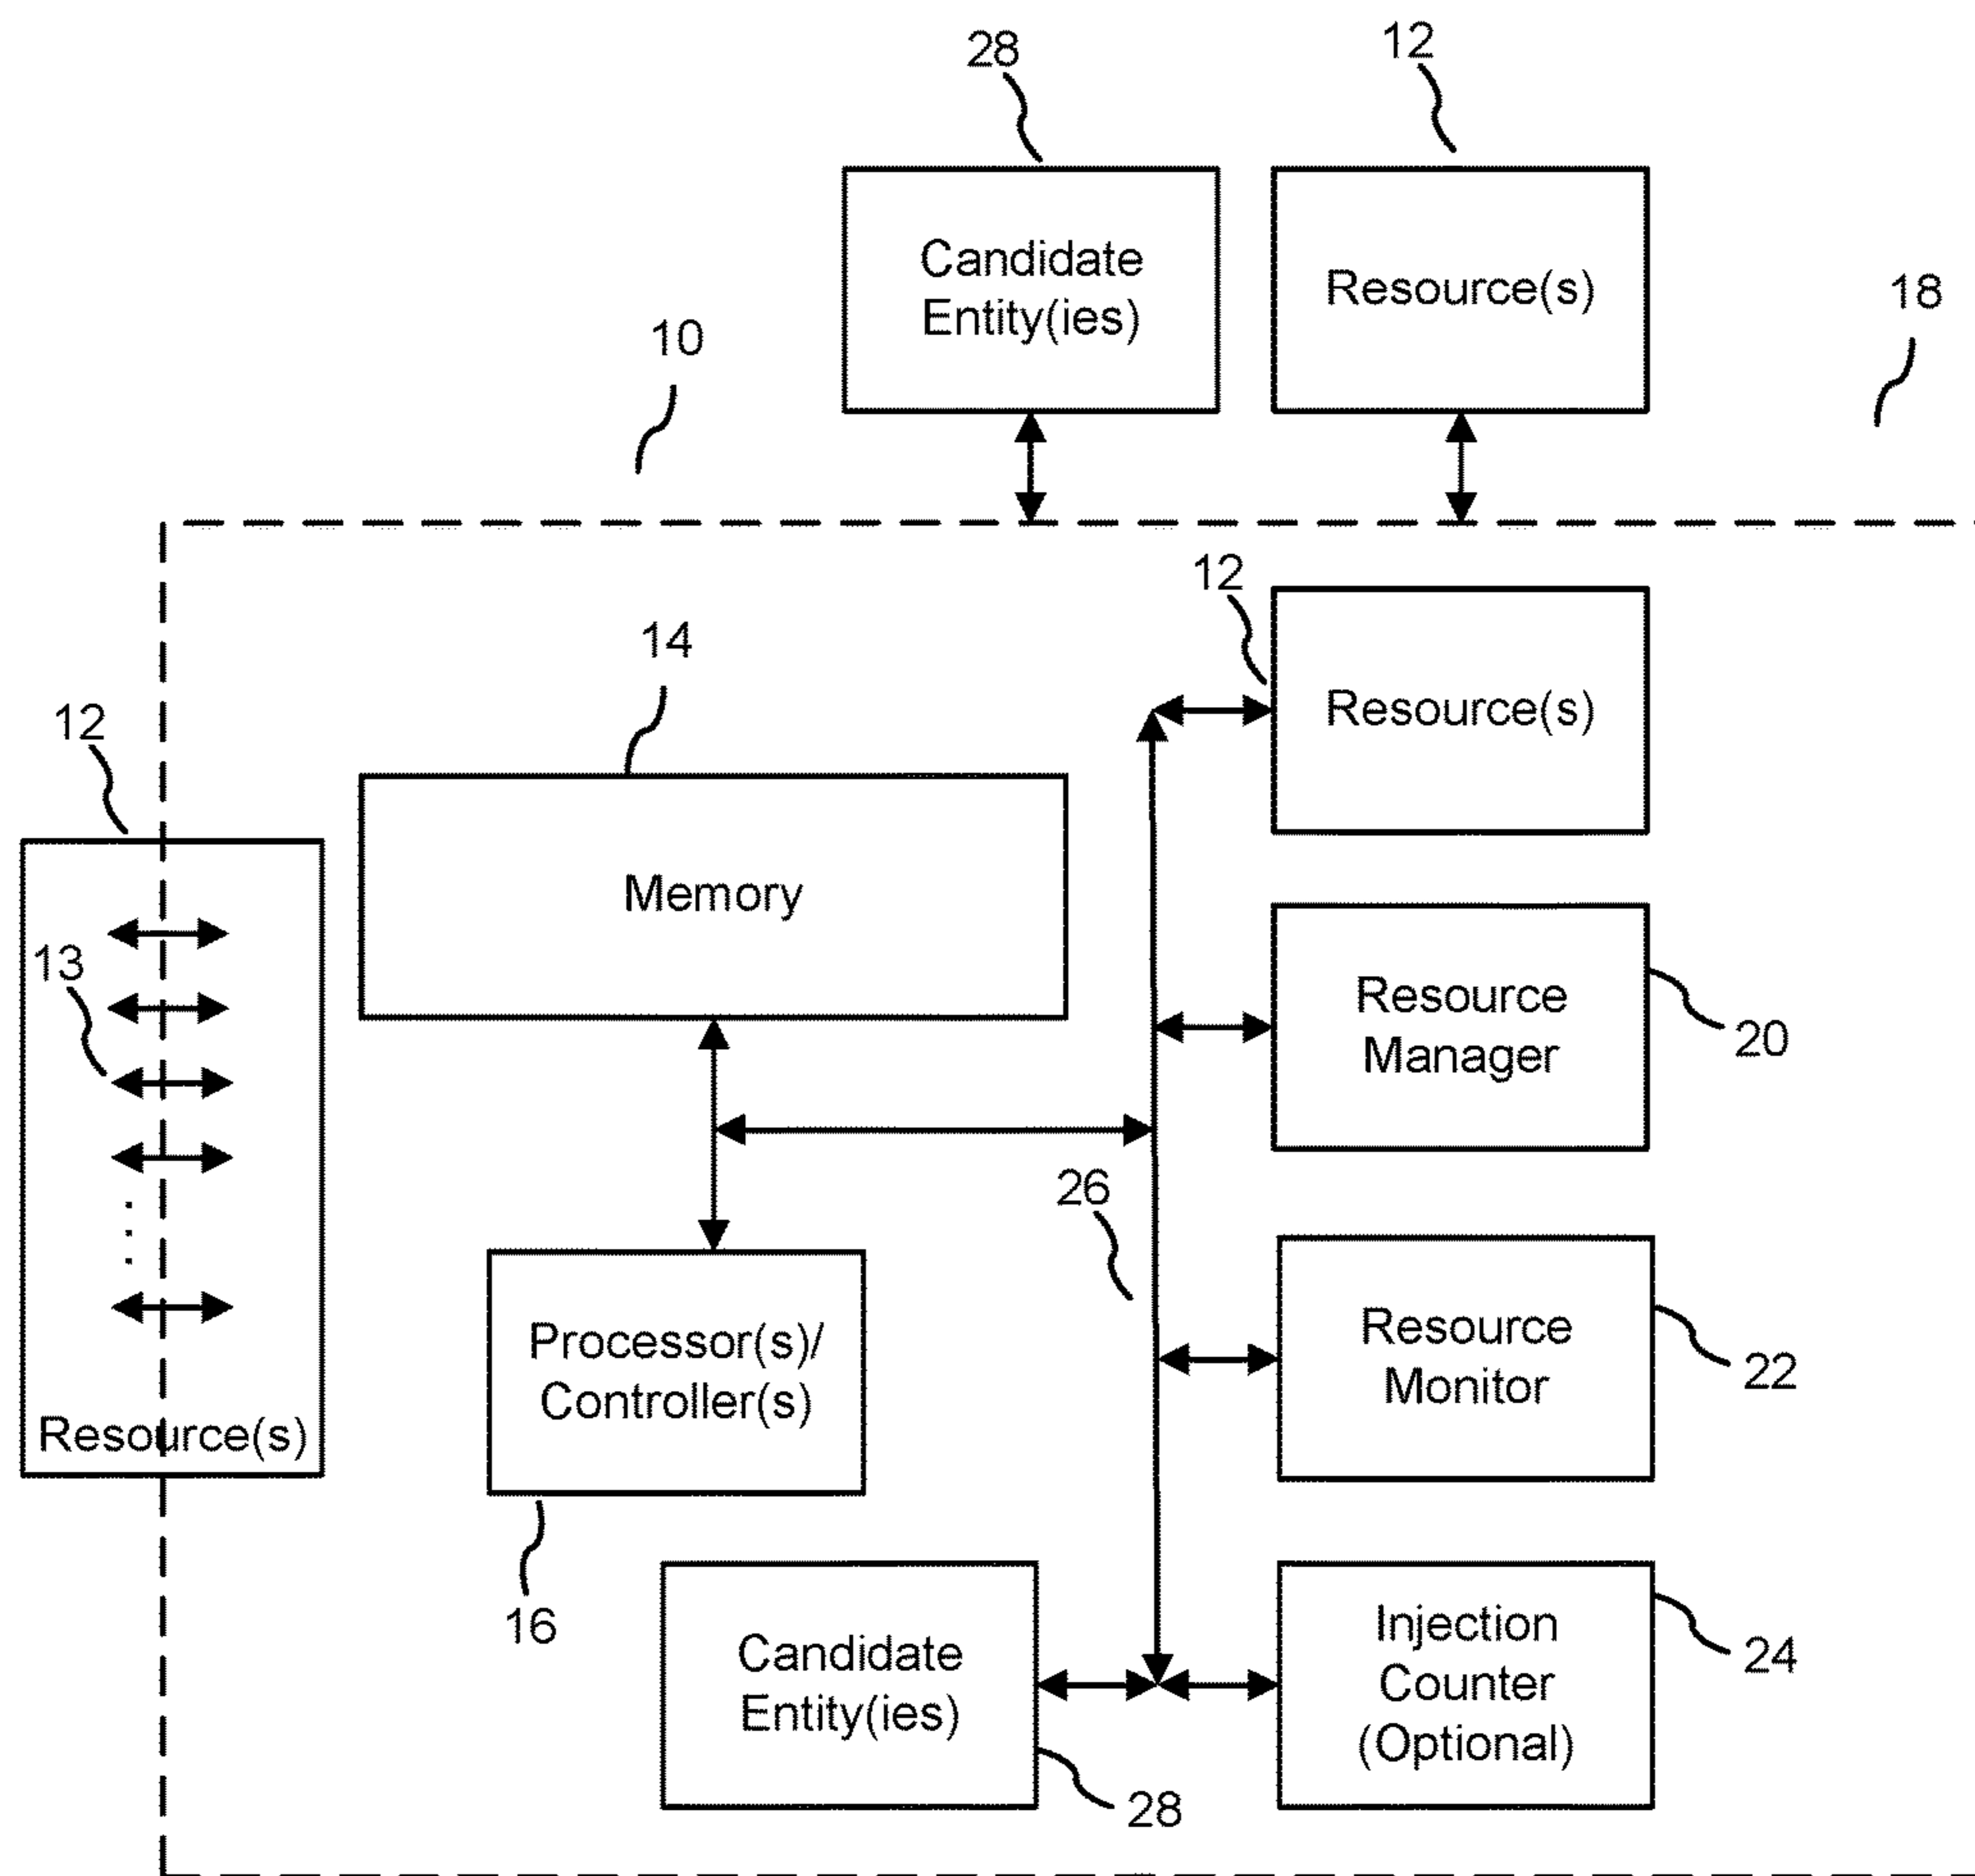 28
12
Candidate
Entity(ies)
Resource(s)
18
10
12
Resource(s)
14
12
Memory
13
Resource
Manager
20
26
Resource
Monitor
22
Processor(s)/
Controller(s)
Resource(s)
16
Candidate
Entity(ies)
28
Injection
Counter
(Optional)
24